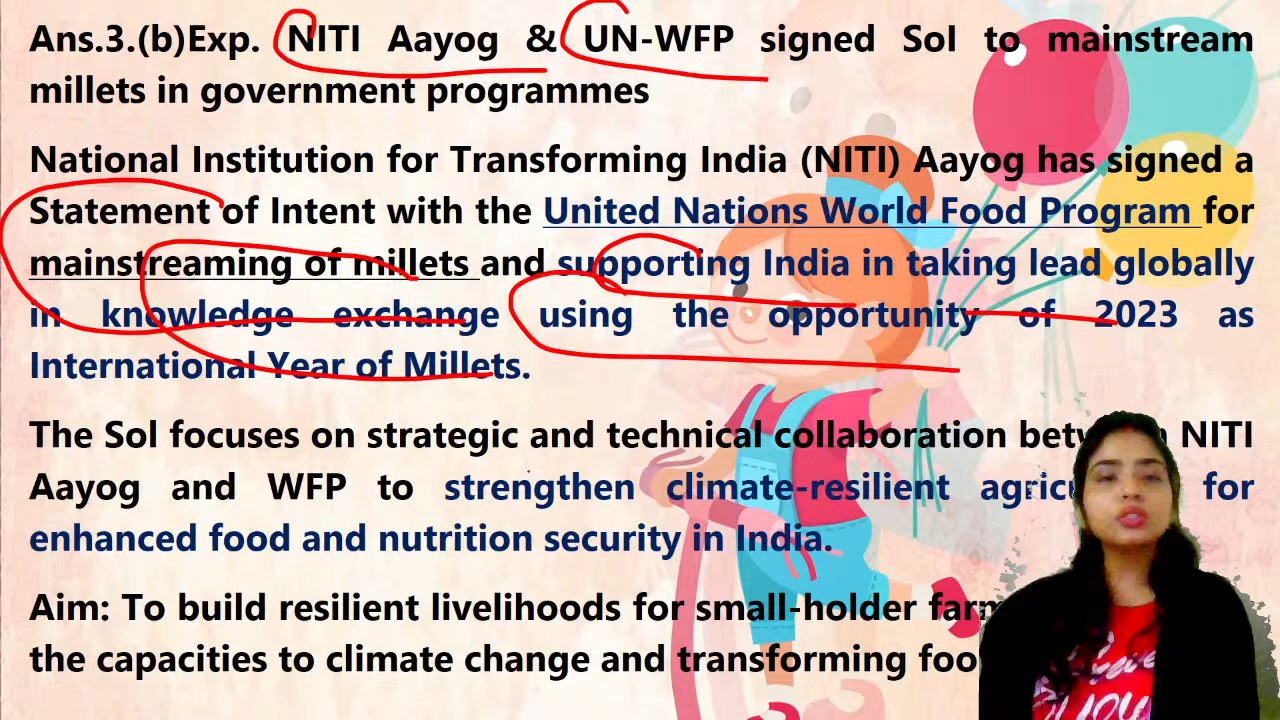 Ans.3.(b)Exp. NITI Aayog & UN-WFP signed SoI to mainstream
millets in government programmes
National Institution for Transforming India (NITI) Aayog has signed a
Statement of Intent with the United Nations World Food Program for
mainstreaming of millets and supporting India in taking lead globally
in knowledge exchange using the opportunity of 2023 as
International Year of Millets.
The SoI focuses on strategic and technical collaboration between NITI
Aayog and WFP to strengthen climate-resilient for
enhanced food and nutrition security in India.
Aim: To build resilient livelihoods for small-holder
the capacities to climate change and transforming